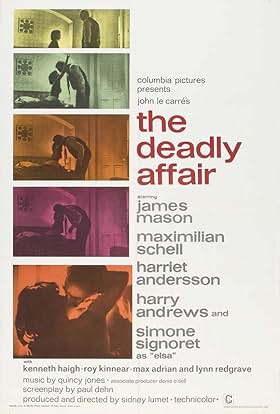 columbia pictures
presents
john le carré's
the
deadly
affair
starring
james
mason
maximilian
schell
harriet
andersson
harry
andrews and
simone
signoret
as "elsa"
with
kenneth haigh•roy kinnear•max adrian and lynn redgrave
music by quincy jones • associate producer denis o'dell
screenplay by paul dehn
produced and directed by sidney lumet • technicolor •